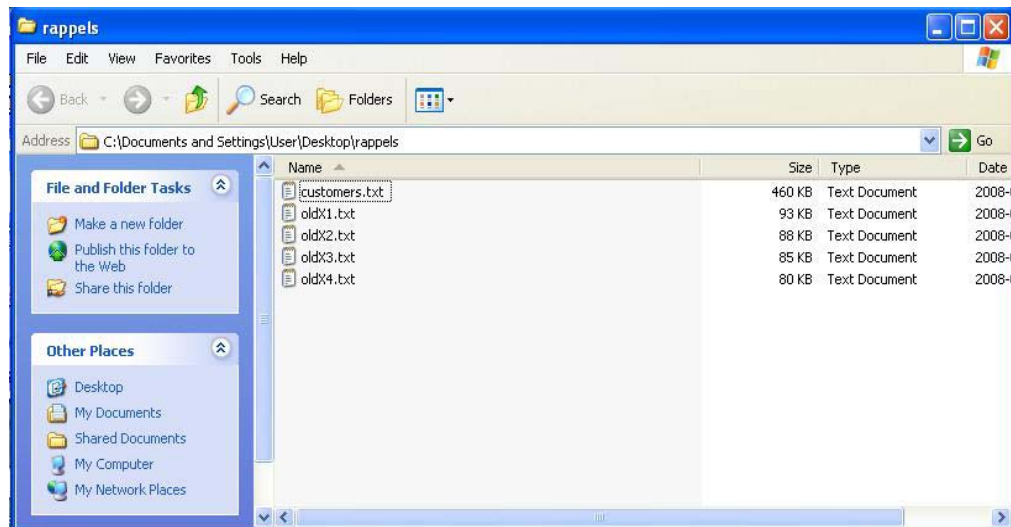 rappels
File Edit View Favorites Tools Help
Back Search Folders
Address C:\Documents and Settings\User\Desktop\rappels Go
File and Folder Tasks
Make a new folder
Publish this folder to
the Web
Share this folder
Other Places
Desktop
My Documents
Shared Documents
My Computer
My Network Places
Name Size Type Date
customers.txt 460 KB Text Document 2008-
oldX1.txt 93 KB Text Document 2008-
oldX2.txt 88 KB Text Document 2008-
oldX3.txt 85 KB Text Document 2008-
oldX4.txt 80 KB Text Document 2008-